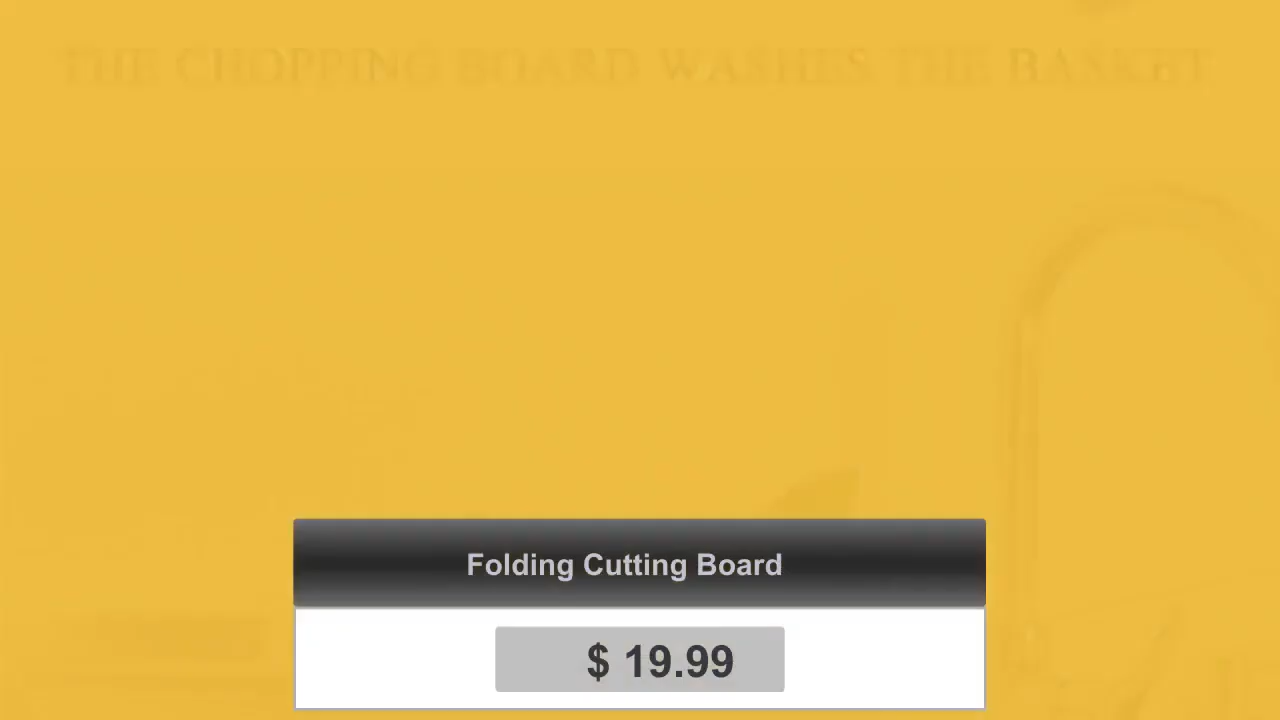 THE CHOPPING BOARD WASHES THE BASKET
Folding Cutting Board
$ 19.99